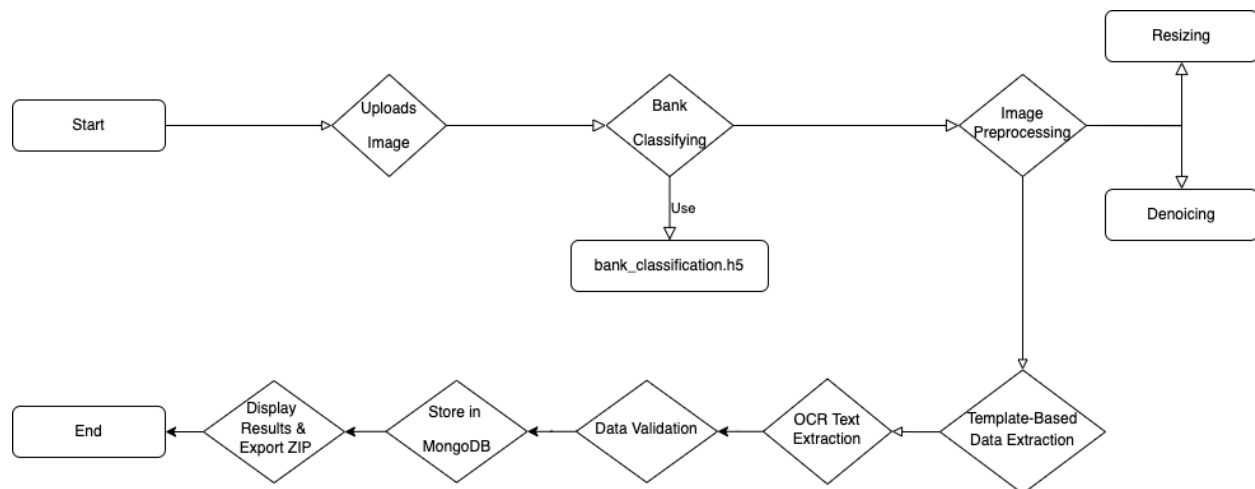 Start
Uploads
Image
Bank
Classifying
Use
bank_classification.h5
Image
Preprocessing
Resizing
Denoicing
Template-Based
Data Extraction
OCR Text
Extraction
Data Validation
Store in
MongoDB
Display
Results &
Export ZIP
End